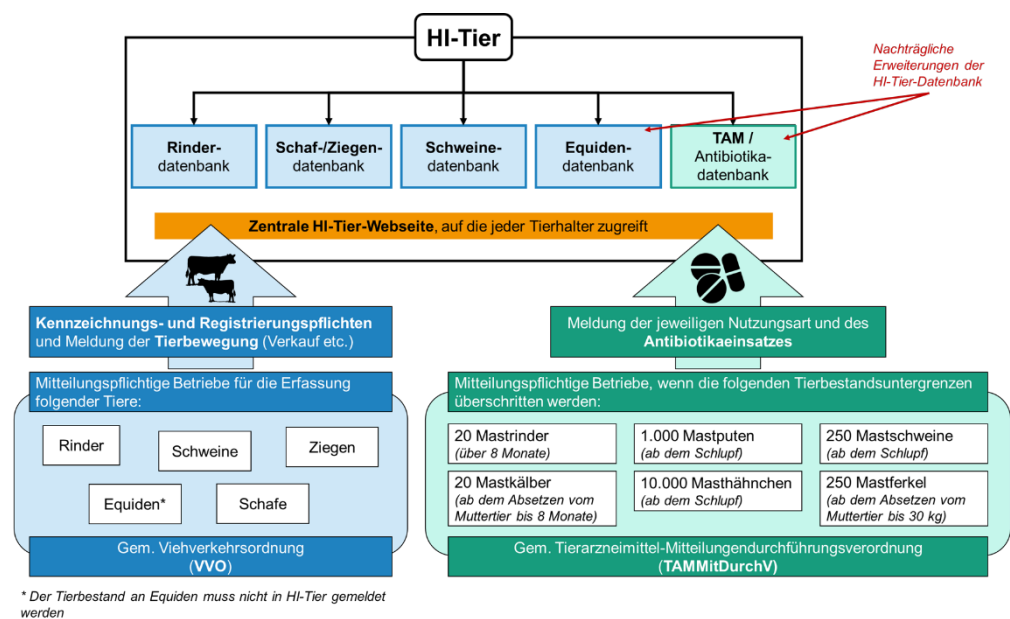 HI-Tier
Nachträgliche
Erweiterungen der
HI-Tier-Datenbank
Rinder-
datenbank
Schaf-/Ziegen-
datenbank
Schweine-
datenbank
Equiden-
datenbank
TAM /
Antibiotika-
datenbank
Zentrale HI-Tier-Webseite, auf die jeder Tierhalter zugreift
Kennzeichnungs- und Registrierungspflichten
und Meldung der Tierbewegung (Verkauf etc.)
Mitteilungspflichtige Betriebe für die Erfassung
folgender Tiere:
Rinder
Schweine
Ziegen
Equiden*
Schafe
Gem. Viehverkehrsordnung
(VVO)
* Der Tierbestand an Equiden muss nicht in HI-Tier gemeldet
werden
Meldung der jeweiligen Nutzungsart und des
Antibiotikaeinsatzes
Mitteilungspflichtige Betriebe, wenn die folgenden Tierbestandsuntergrenzen
überschritten werden:
20 Mastrinder
(über 8 Monate)
1.000 Mastputen
(ab dem Schlupf)
250 Mastschweine
(ab dem Schlupf)
20 Mastkälber
(ab dem Absetzen vom
Muttertier bis 8 Monate)
10.000 Masthähnchen
(ab dem Schlupf)
250 Mastferkel
(ab dem Absetzen vom
Muttertier bis 30 kg)
Gem. Tierarzneimittel-Mitteilungendurchführungsverordnung
(TAMMitDurchV)